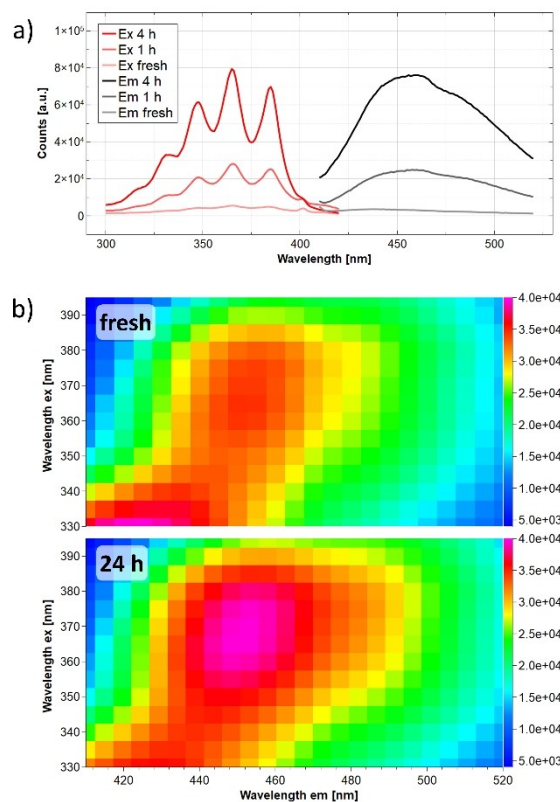 a)
1×10⁵
8×10⁴
6×10⁴
4×10⁴
2×10⁴
0
Counts [a.u.]
Ex 4 h
Ex 1 h
Ex fresh
Em 4 h
Em 1 h
Em fresh
300 350 400 450 500
Wavelength [nm]
b)
fresh
390
380
370
360
350
340
330
Wavelength ex [nm]
4.0e+04
3.5e+04
3.0e+04
2.5e+04
2.0e+04
1.5e+04
1.0e+04
5.0e+03
24 h
390
380
370
360
350
340
330
Wavelength ex [nm]
4.0e+04
3.5e+04
3.0e+04
2.5e+04
2.0e+04
1.5e+04
1.0e+04
5.0e+03
420 440 460 480 500 520
Wavelength em [nm]